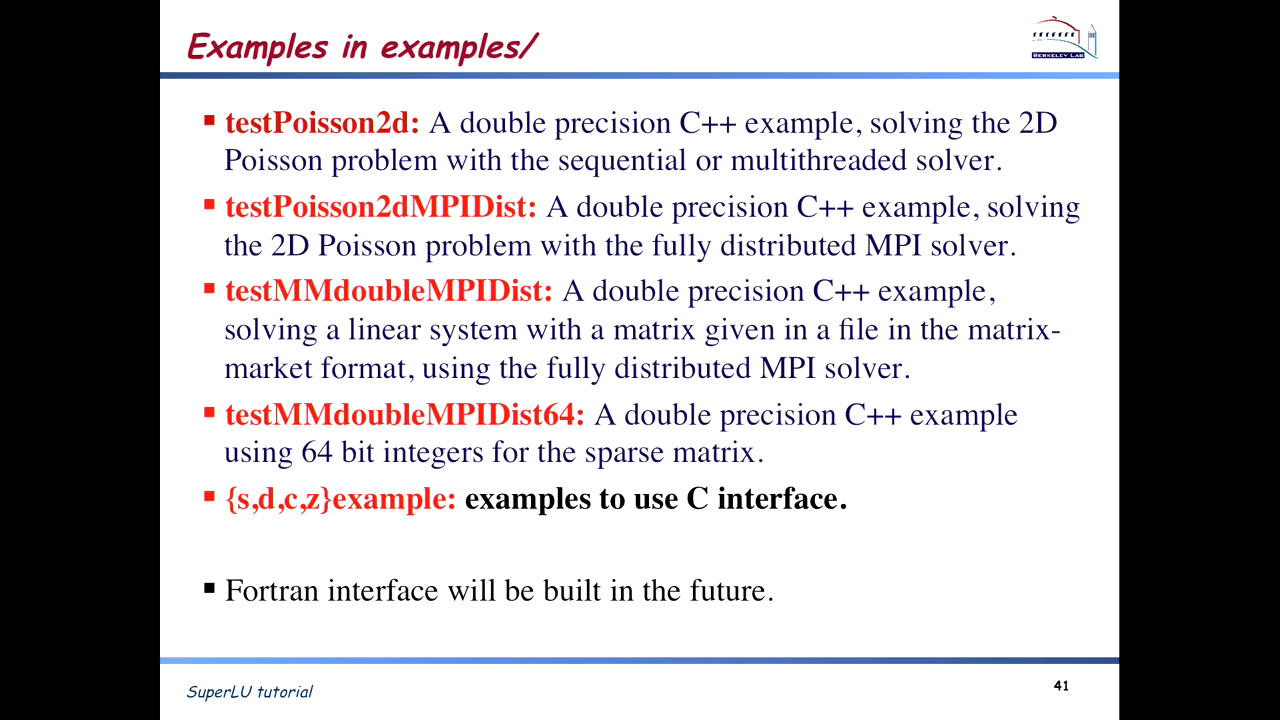 Examples in examples/
BERKELEY LAB
▪ testPoisson2d: A double precision C++ example, solving the 2D
Poisson problem with the sequential or multithreaded solver.
▪ testPoisson2dMPIDist: A double precision C++ example, solving
the 2D Poisson problem with the fully distributed MPI solver.
▪ testMMdoubleMPIDist: A double precision C++ example,
solving a linear system with a matrix given in a file in the matrix-
market format, using the fully distributed MPI solver.
▪ testMMdoubleMPIDist64: A double precision C++ example
using 64 bit integers for the sparse matrix.
▪ {s,d,c,z}example: examples to use C interface.
▪ Fortran interface will be built in the future.
SuperLU tutorial
41